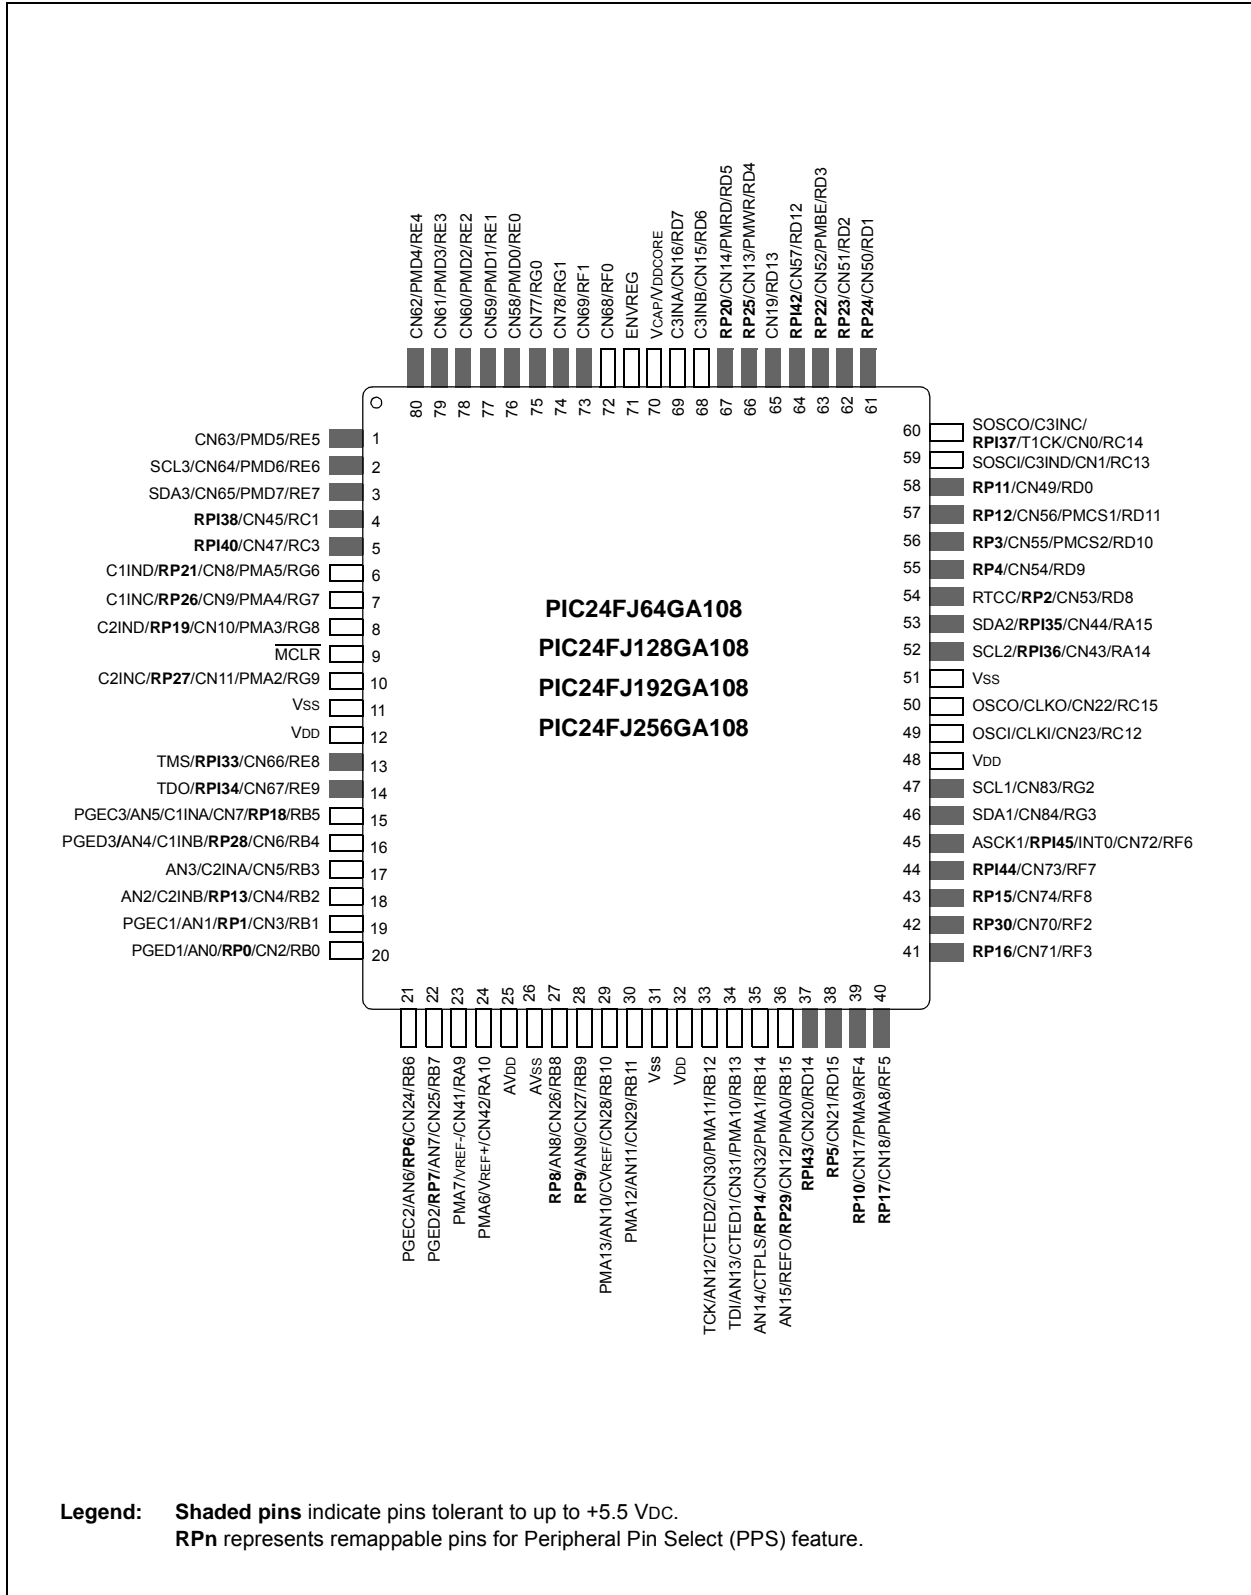 CN62/PMD4/RE4
CN61/PMD3/RE3
CN60/PMD2/RE2
CN59/PMD1/RE1
CN58/PMD0/RE0
CN77/RG0
CN78/RG1
CN69/RF1
CN68/RF0
ENVREG
VCAP/VDDCORE
C3INA/CN16/RD7
C3INB/CN15/RD6
RP20/CN14/PMRD/RD5
RP25/CN13/PMWR/RD4
CN19/RD13
RPI42/CN57/RD12
RP22/CN52/PMBE/RD3
RP23/CN51/RD2
RP24/CN50/RD1
80
79
78
77
76
75
74
73
72
71
70
69
68
67
66
65
64
63
62
61
CN63/PMD5/RE5 1
SCL3/CN64/PMD6/RE6 2
SDA3/CN65/PMD7/RE7 3
RPI38/CN45/RC1 4
RPI40/CN47/RC3 5
C1IND/RP21/CN8/PMA5/RG6 6
C1INC/RP26/CN9/PMA4/RG7 7
C2IND/RP19/CN10/PMA3/RG8 8
MCLR 9
C2INC/RP27/CN11/PMA2/RG9 10
VSS 11
VDD 12
TMS/RPI33/CN66/RE8 13
TDO/RPI34/CN67/RE9 14
PGEC3/AN5/C1INA/CN7/RP18/RB5 15
PGED3/AN4/C1INB/RP28/CN6/RB4 16
AN3/C2INA/CN5/RB3 17
AN2/C2INB/RP13/CN4/RB2 18
PGEC1/AN1/RP1/CN3/RB1 19
PGED1/AN0/RP0/CN2/RB0 20
PIC24FJ64GA108
PIC24FJ128GA108
PIC24FJ192GA108
PIC24FJ256GA108
60 SOSCO/C3INC/
RPI37/T1CK/CN0/RC14
59 SOSCI/C3IND/CN1/RC13
58 RP11/CN49/RD0
57 RP12/CN56/PMCS1/RD11
56 RP3/CN55/PMCS2/RD10
55 RP4/CN54/RD9
54 RTCC/RP2/CN53/RD8
53 SDA2/RPI35/CN44/RA15
52 SCL2/RPI36/CN43/RA14
51 VSS
50 OSCO/CLKO/CN22/RC15
49 OSCI/CLKI/CN23/RC12
48 VDD
47 SCL1/CN83/RG2
46 SDA1/CN84/RG3
45 ASCK1/RPI45/INT0/CN72/RF6
44 RPI44/CN73/RF7
43 RP15/CN74/RF8
42 RP30/CN70/RF2
41 RP16/CN71/RF3
21
22
23
24
25
26
27
28
29
30
31
32
33
34
35
36
37
38
39
40
PGEC2/AN6/RP6/CN24/RB6
PGED2/RP7/AN7/CN25/RB7
PMA7/VREF-/CN41/RA9
PMA6/VREF+/CN42/RA10
AVDD
AVSS
RP8/AN8/CN26/RB8
RP9/AN9/CN27/RB9
PMA13/AN10/CVREF/CN28/RB10
PMA12/AN11/CN29/RB11
VSS
VDD
TCK/AN12/CTED2/CN30/PMA11/RB12
TDI/AN13/CTED1/CN31/PMA10/RB13
AN14/CTPLS/RP14/CN32/PMA1/RB14
AN15/REFO/RP29/CN12/PMA0/RB15
RPI43/CN20/RD14
RP5/CN21/RD15
RP10/CN17/PMA9/RF4
RP17/CN18/PMA8/RF5
Legend: Shaded pins indicate pins tolerant to up to +5.5 VDC.
RPn represents remappable pins for Peripheral Pin Select (PPS) feature.